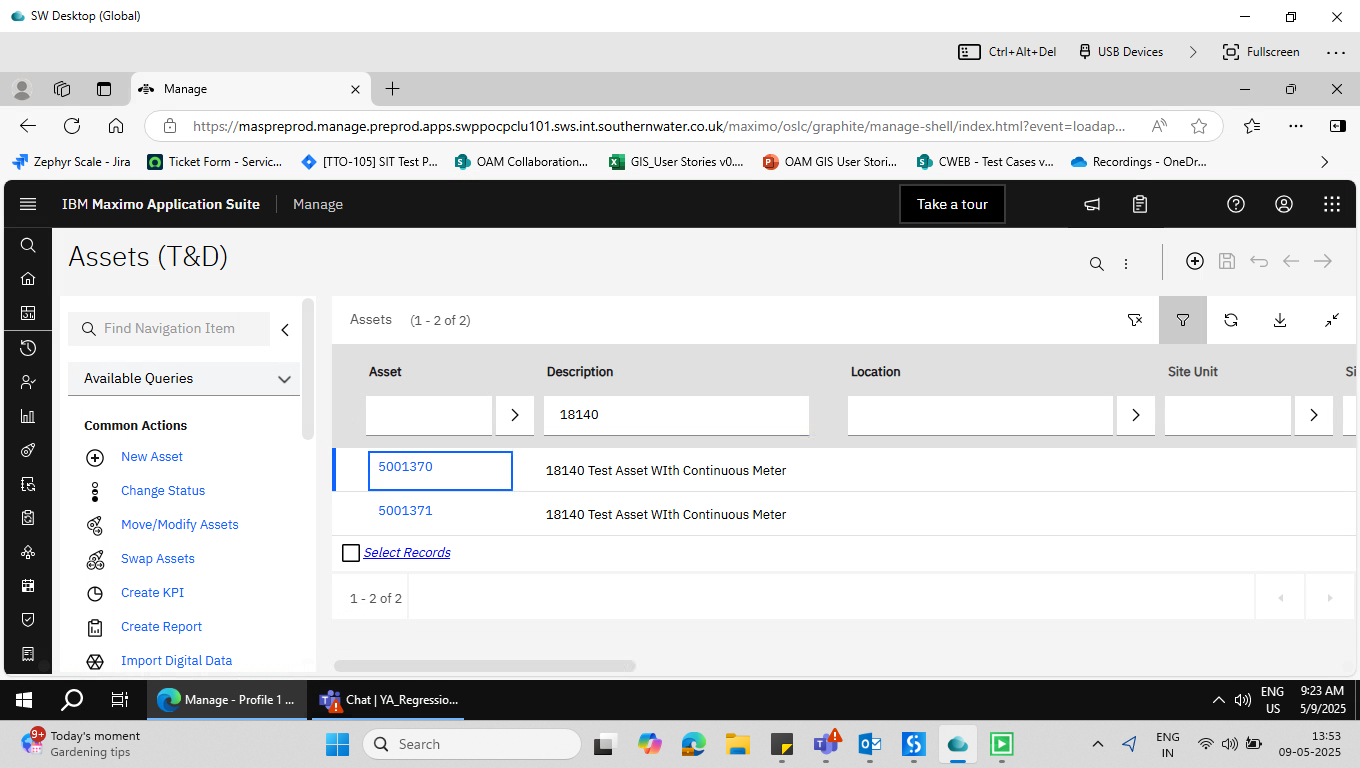 SW Desktop (Global)
Ctrl+Alt+Del
USB Devices
Fullscreen
Manage
https://maspreprod.manage.preprod.apps.swppocpclu101.sws.int.southernwater.co.uk/maximo/oslc/graphite/manage-shell/index.html?event=loadap...
Zephyr Scale - Jira
Ticket Form - Servic...
[TTO-105] SIT Test P...
OAM Collaboration...
GIS_User Stories v0....
OAM GIS User Stori...
CWEB - Test Cases v...
Recordings - OneDr...
IBM Maximo Application Suite
Manage
Take a tour
Assets (T&D)
Find Navigation Item
Available Queries
Common Actions
New Asset
Change Status
Move/Modify Assets
Swap Assets
Create KPI
Create Report
Import Digital Data
Assets (1 - 2 of 2)
Asset Description Location Site Unit Si
18140
5001370 18140 Test Asset WIth Continuous Meter
5001371 18140 Test Asset WIth Continuous Meter
Select Records
1 - 2 of 2
Manage - Profile 1 ...
Chat | YA_Regressio...
ENG
US
9:23 AM
5/9/2025
9+
Today's moment
Gardening tips
Search
ENG
IN
13:53
09-05-2025